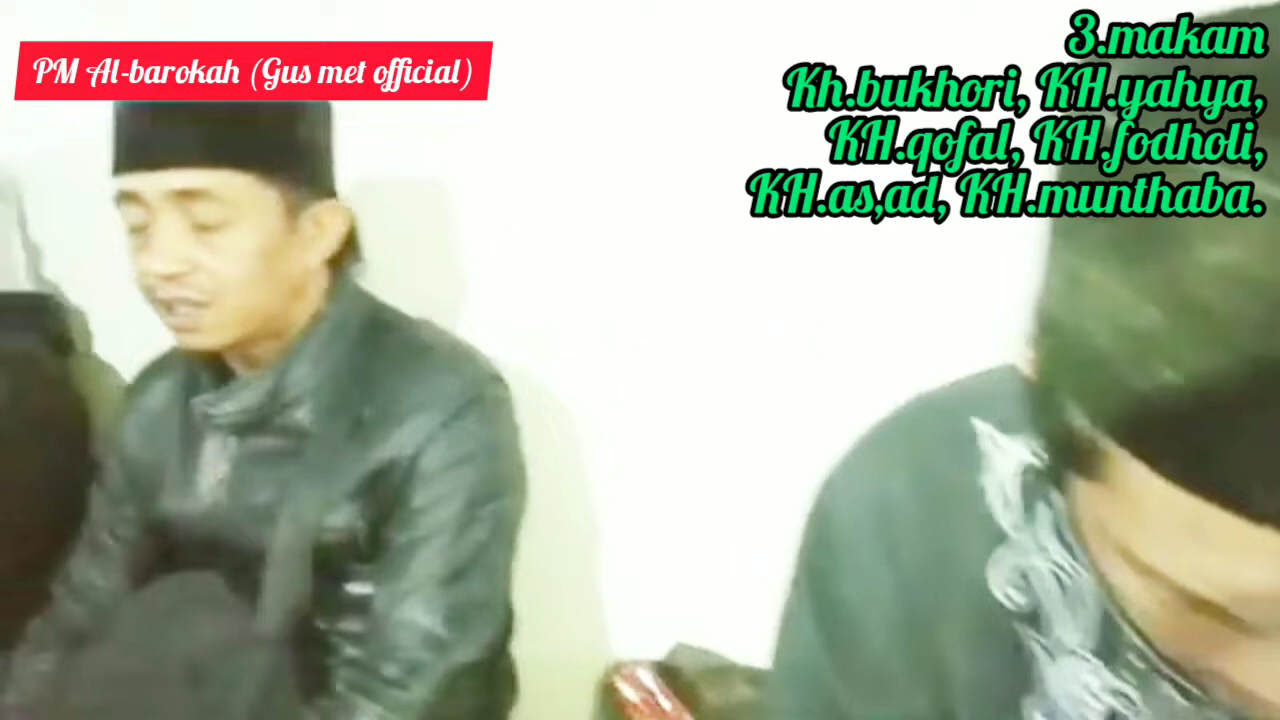 PM Al-barokah (Gus met official)
3.makam
Kh.bukhori, KH.yahya,
KH.qofal, KH.fodholi,
KH.as,ad, KH.munthaba.